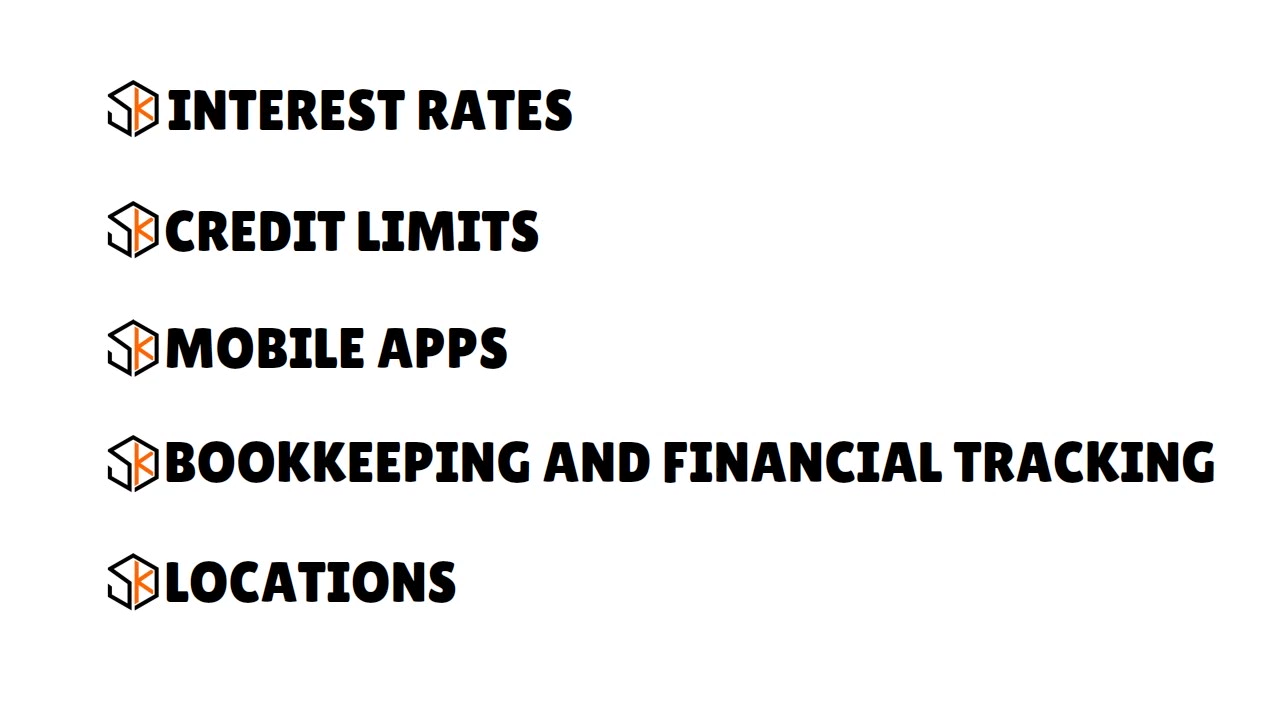 INTEREST RATES
CREDIT LIMITS
MOBILE APPS
BOOKKEEPING AND FINANCIAL TRACKING
LOCATIONS